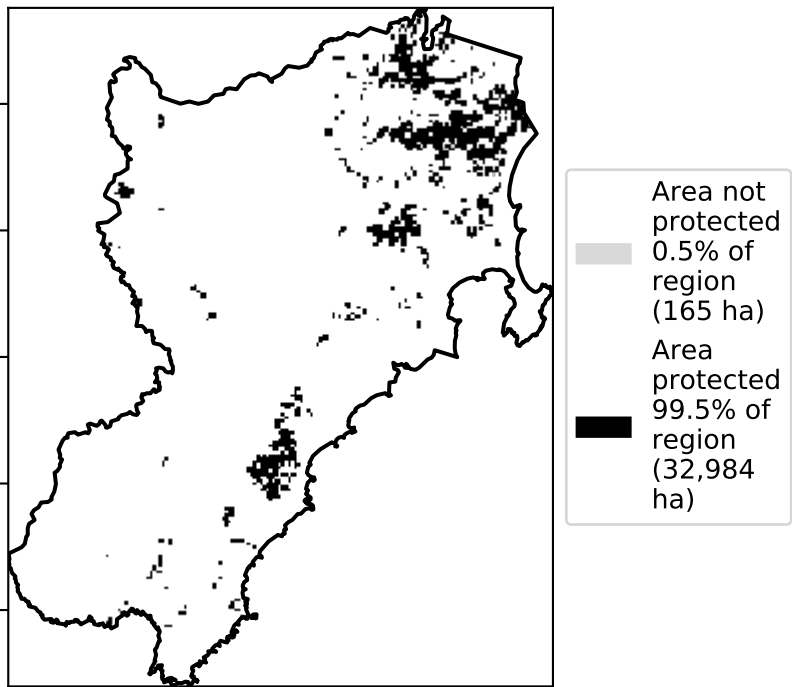 Area not
protected
0.5% of
region
(165 ha)
Area
protected
99.5% of
region
(32,984
ha)